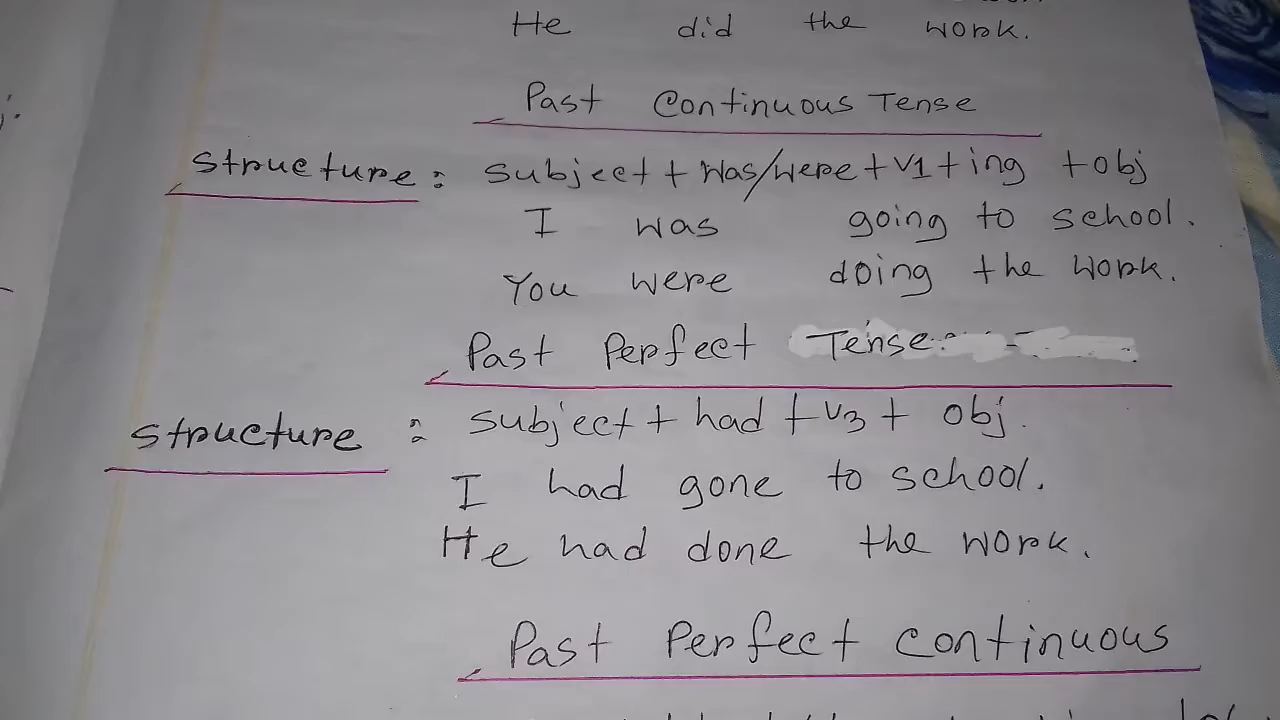 He did the work.
Past Continuous Tense
Structure: subject + was/were + v1 + ing + obj
I was going to school.
You were doing the work.
Past Perfect Tense.
Structure : subject + had + v3 + obj.
I had gone to school.
He had done the work.
Past Perfect Continuous